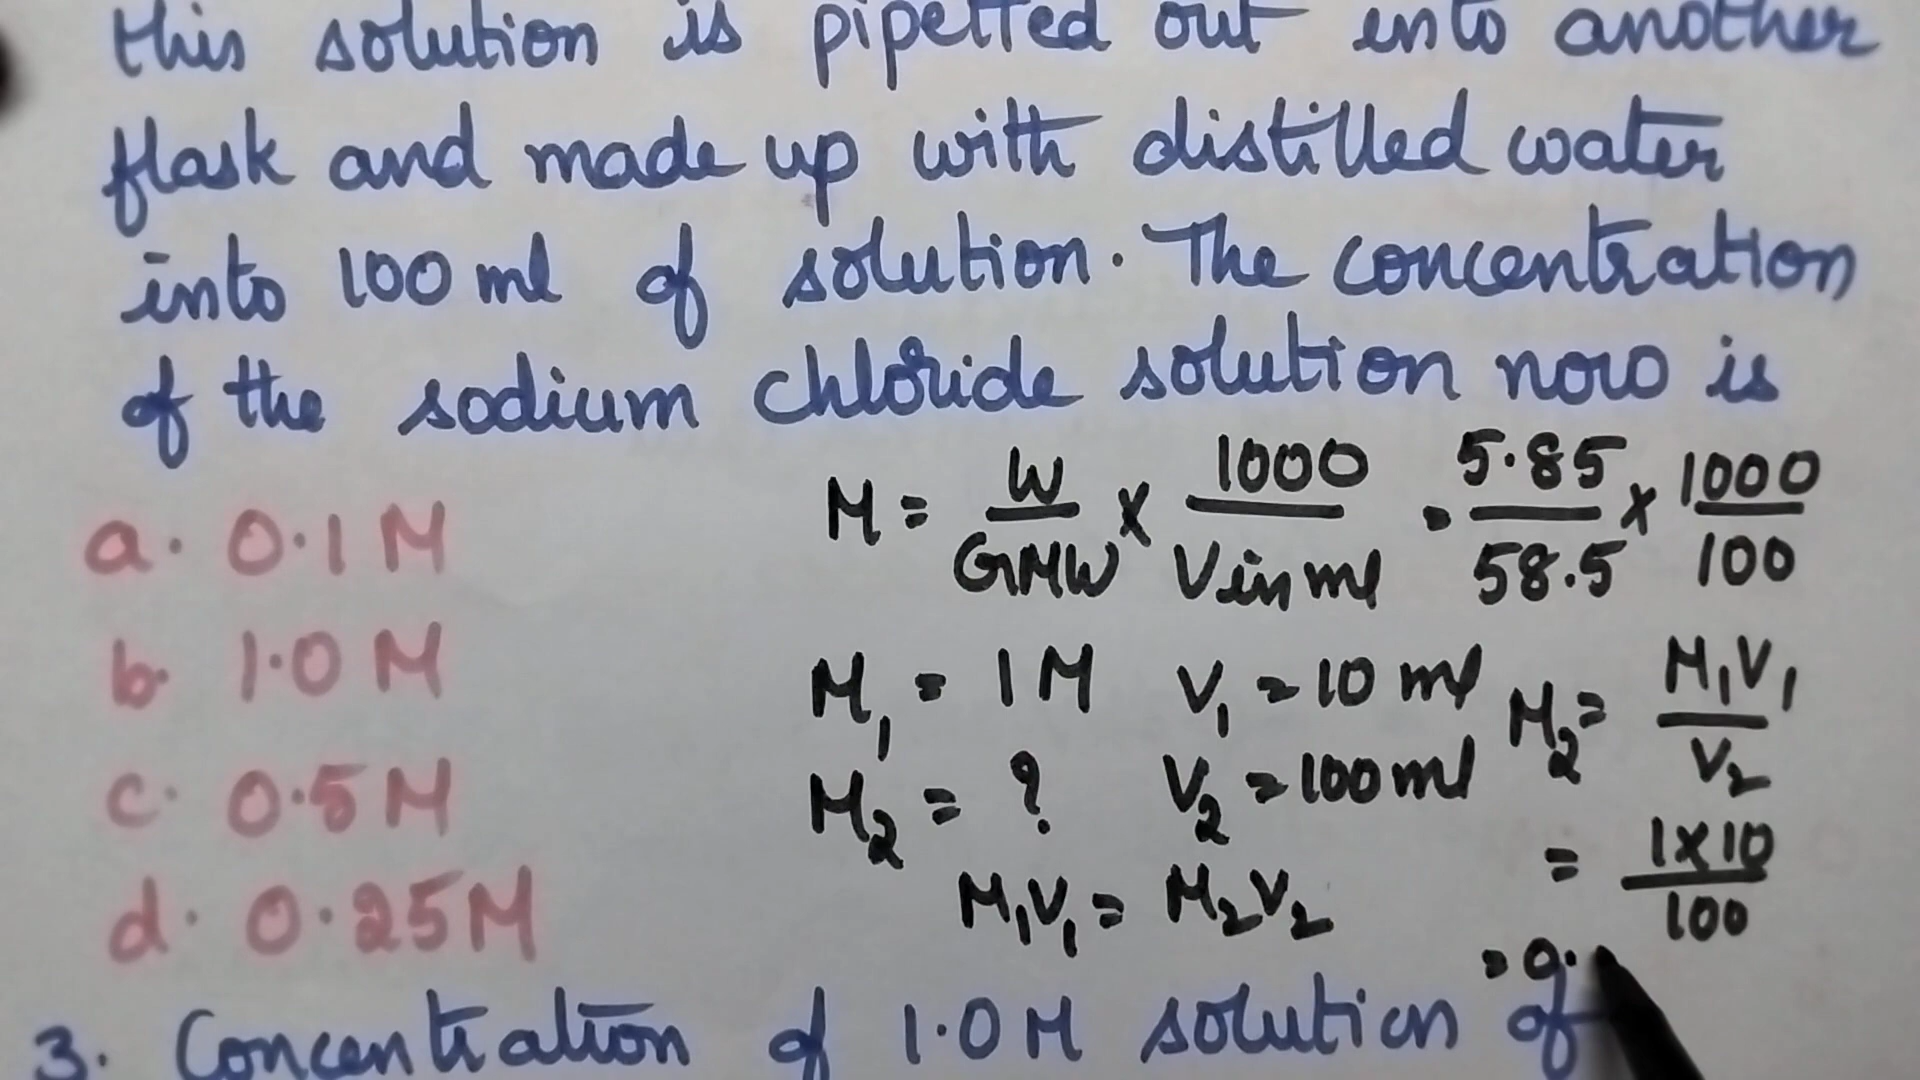 this solution is pipetted out into another
flask and made up with distilled water
into 100 ml of solution. The concentration
of the sodium chloride solution now is
a. 0.1 M
b. 1.0 M
c. 0.5 M
d. 0.25 M
M = W/GMW × 1000/V in ml = 5.85/58.5 × 1000/100
M₁ = 1 M V₁ = 10 ml M₂ = M₁V₁/V₂
M₂ = ? V₂ = 100 ml
= 1×10/100
M₁V₁ = M₂V₂
= 0.
3. Concentration of 1.0 M solution of